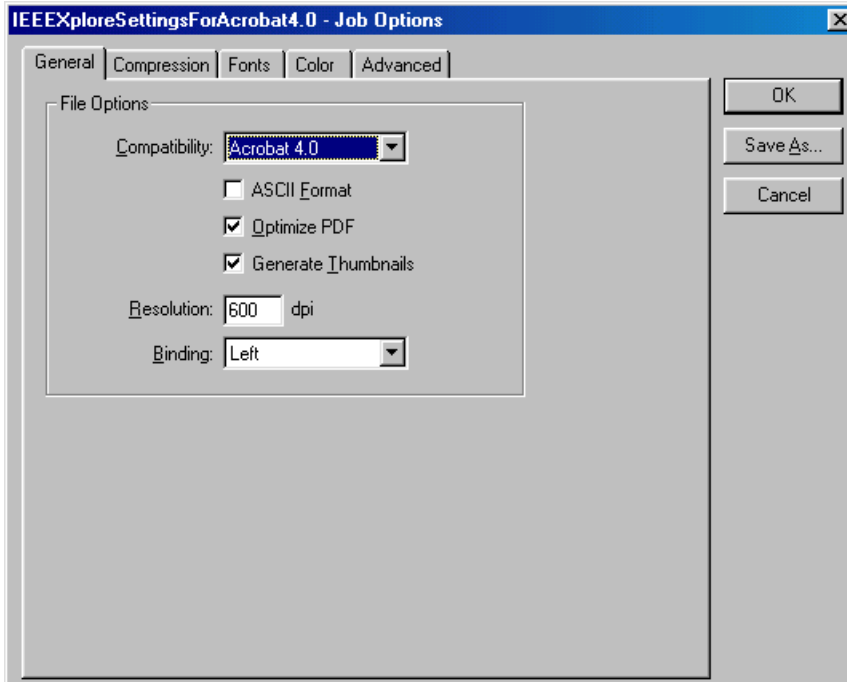 IEEEXploreSettingsForAcrobat4.0 - Job Options
General Compression Fonts Color Advanced
File Options
Compatibility: Acrobat 4.0
ASCII Format
Optimize PDF
Generate Thumbnails
Resolution: 600 dpi
Binding: Left
OK
Save As...
Cancel